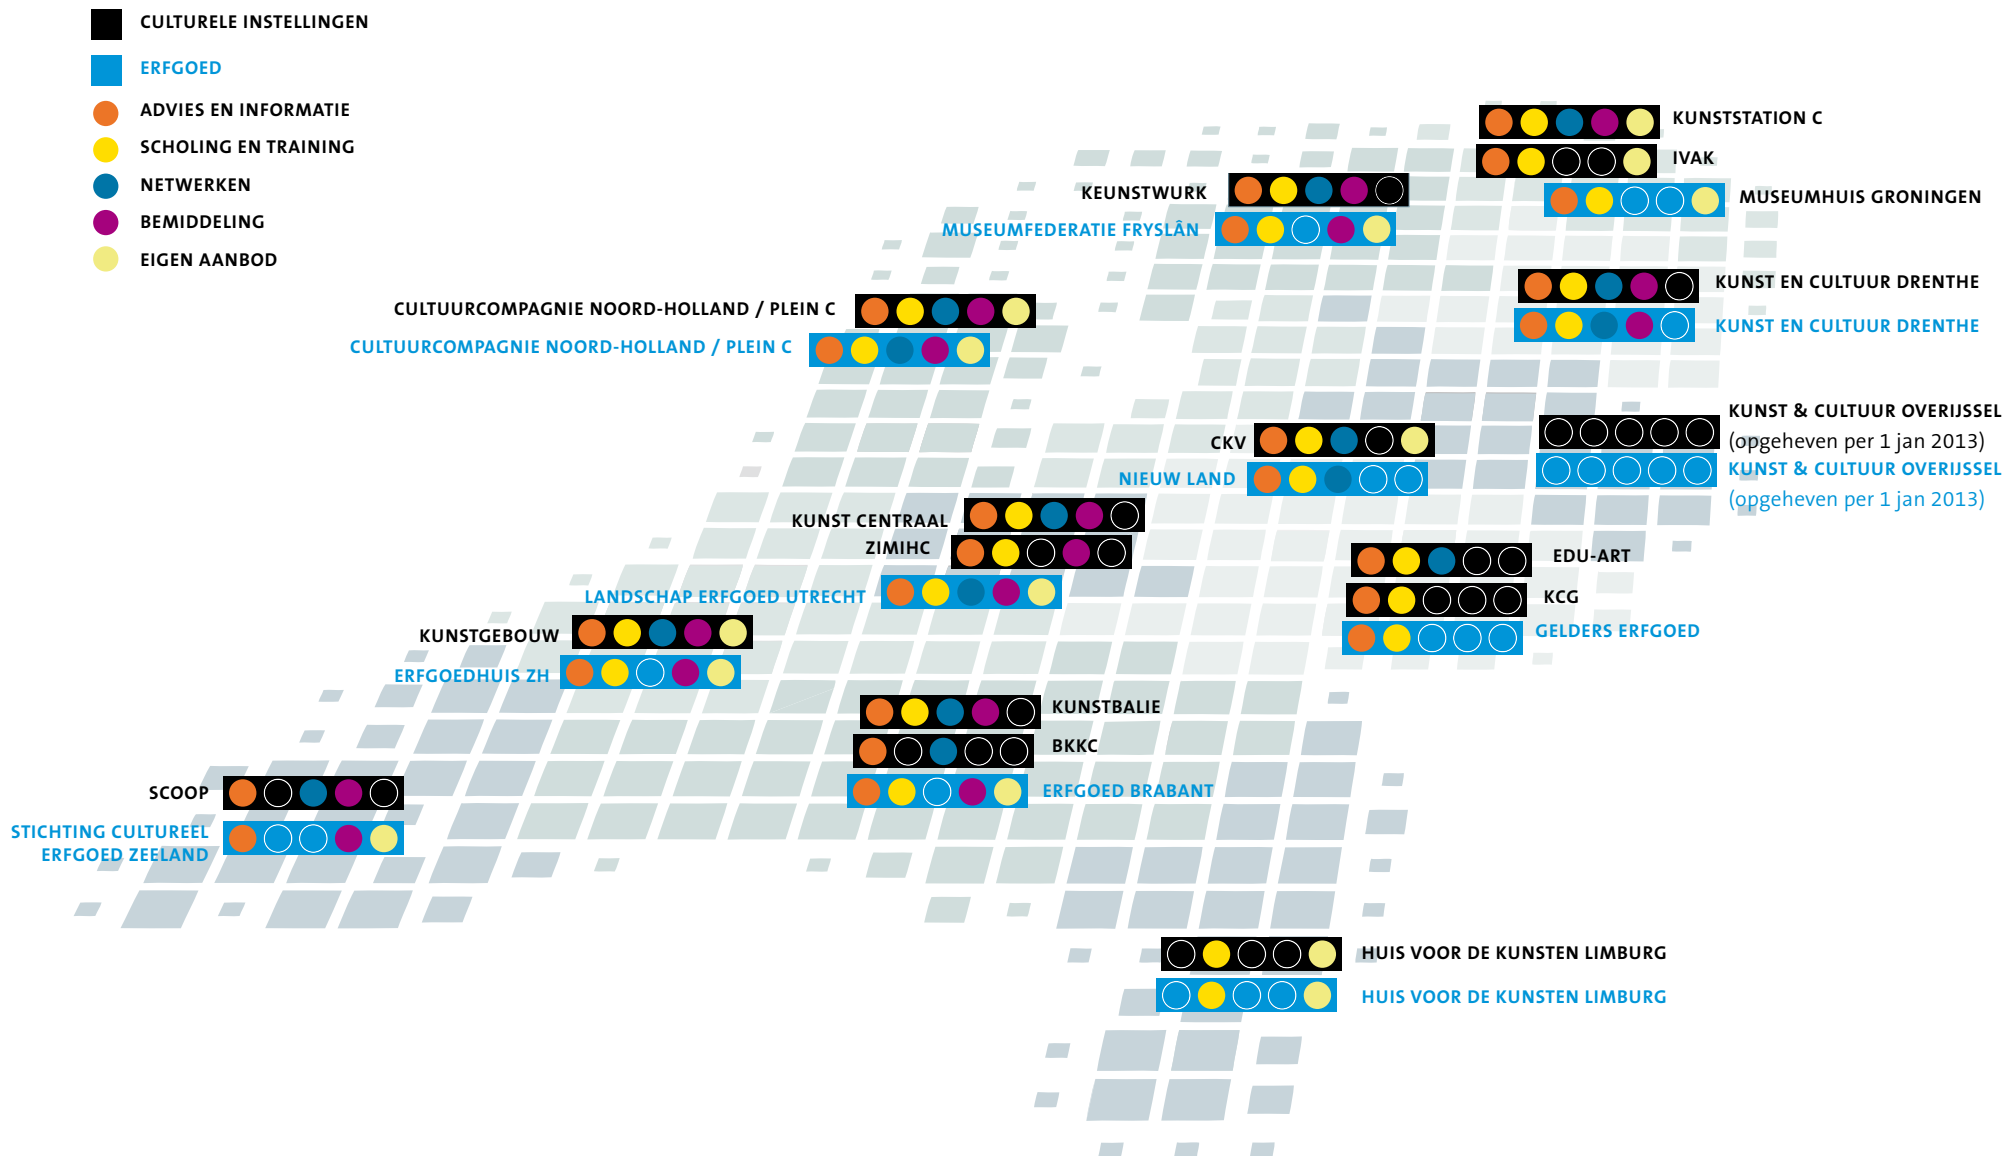 CULTURELE INSTELLINGEN
ERFGOED
ADVIES EN INFORMATIE
SCHOLING EN TRAINING
NETWERKEN
BEMIDDELING
EIGEN AANBOD
KUNSTSTATION C
IVAK
MUSEUMHUIS GRONINGEN
KEUNSTWURK
MUSEUMFEDERATIE FRYSLÂN
KUNST EN CULTUUR DRENTHE
KUNST EN CULTUUR DRENTHE
CULTUURCOMPAGNIE NOORD-HOLLAND / PLEIN C
CULTUURCOMPAGNIE NOORD-HOLLAND / PLEIN C
KUNST & CULTUUR OVERIJSSEL
(opgeheven per 1 jan 2013)
KUNST & CULTUUR OVERIJSSEL
(opgeheven per 1 jan 2013)
CKV
NIEUW LAND
KUNST CENTRAAL
ZIMIHC
LANDSCHAP ERFGOED UTRECHT
EDU-ART
KCG
GELDERS ERFGOED
KUNSTGEBOUW
ERFGOEDHUIS ZH
KUNSTBALIE
BKKC
ERFGOED BRABANT
SCOOP
STICHTING CULTUREEL
ERFGOED ZEELAND
HUIS VOOR DE KUNSTEN LIMBURG
HUIS VOOR DE KUNSTEN LIMBURG